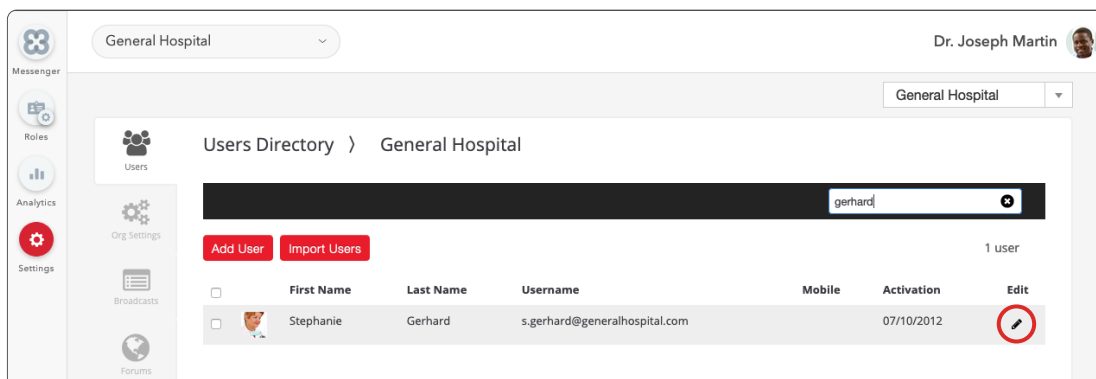 General Hospital
Dr. Joseph Martin
Messenger
General Hospital
Roles
Users
Users Directory 〉 General Hospital
Analytics
gerhard
Org Settings
Add User
Import Users
1 user
Settings
Broadcasts
First Name Last Name Username Mobile Activation Edit
Stephanie Gerhard s.gerhard@generalhospital.com 07/10/2012
Forums